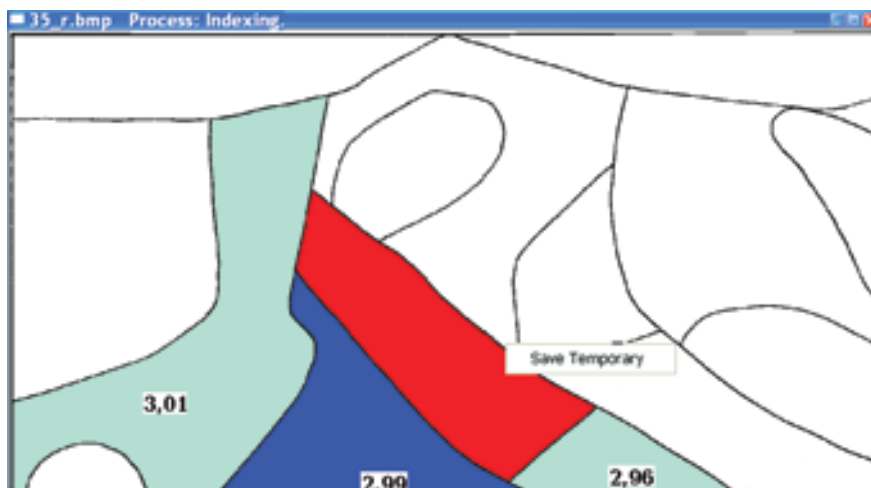 35_r.bmp Process: Indexing.
Save Temporary
3,01
2,99
2,96